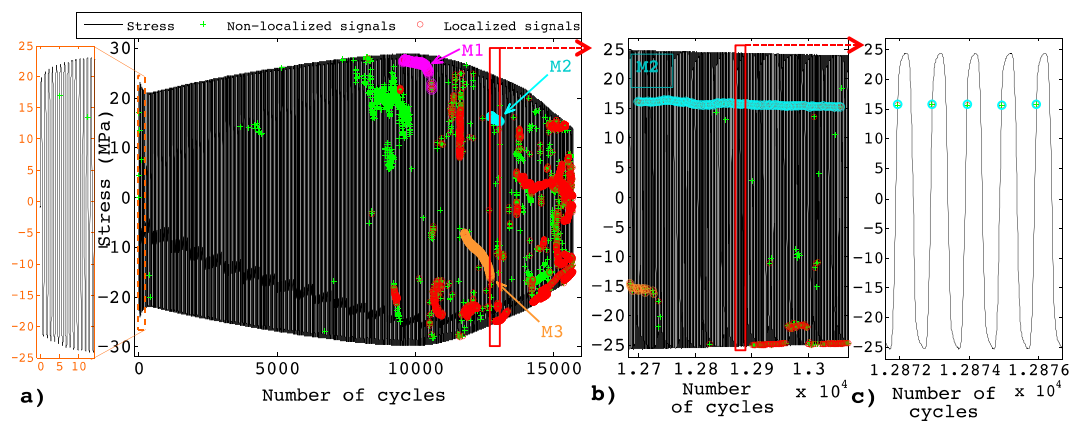 Stress Non-localized signals Localized signals
25
20
15
10
5
0
−5
−10
−15
−20
25
0 5 10
30
20
10
0
−10
−20
−30
Stress (MPa)
M1
M2
M3
0 5000 10000 15000
Number of cycles
a)
25
20
15
10
5
0
−5
−10
−15
−20
−25
M2
1.27 1.28 1.29 1.3
x 10^4
Number
of cycles
b)
25
20
15
10
5
0
−5
−10
−15
−20
−25
1.2872 1.2874 1.2876
x 10^4
Number of
cycles
c)